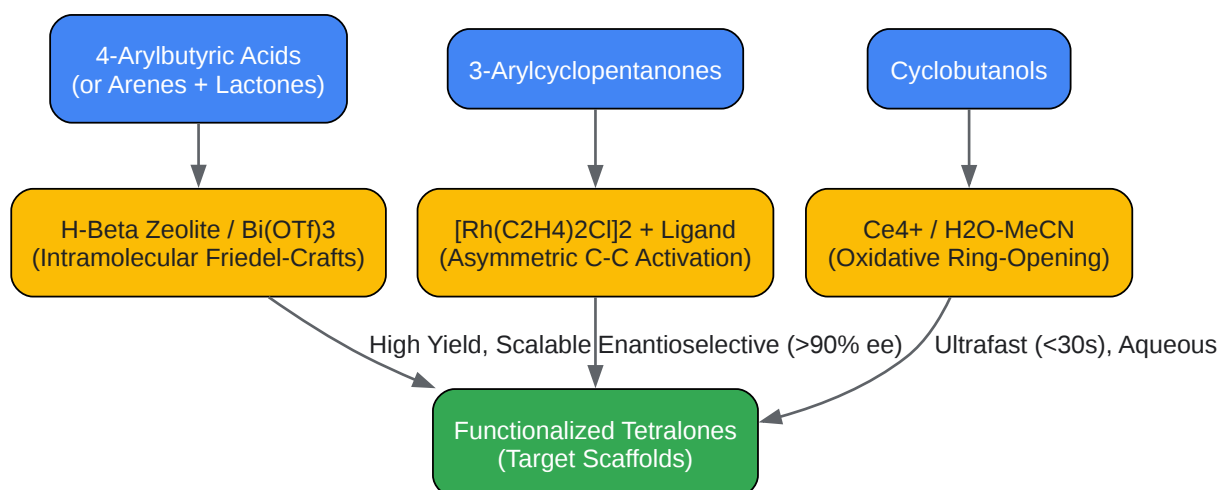 4-Arylbutyric Acids
(or Arenes + Lactones)
3-Arylcyclopentanones
Cyclobutanols
H-Beta Zeolite / Bi(OTf)3
(Intramolecular Friedel-Crafts)
[Rh(C2H4)2Cl]2 + Ligand
(Asymmetric C-C Activation)
Ce4+ / H2O-MeCN
(Oxidative Ring-Opening)
High Yield, Scalable
Enantioselective (>90% ee)
Ultrafast (<30s), Aqueous
Functionalized Tetralones
(Target Scaffolds)